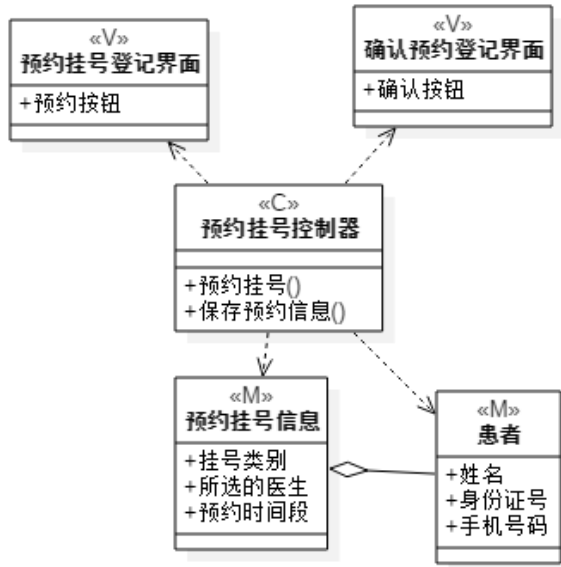 «V»
预约挂号登记界面
+预约按钮
«V»
确认预约登记界面
+确认按钮
«C»
预约挂号控制器
+预约挂号()
+保存预约信息()
«M»
预约挂号信息
+挂号类别
+所选的医生
+预约时间段
«M»
患者
+姓名
+身份证号
+手机号码